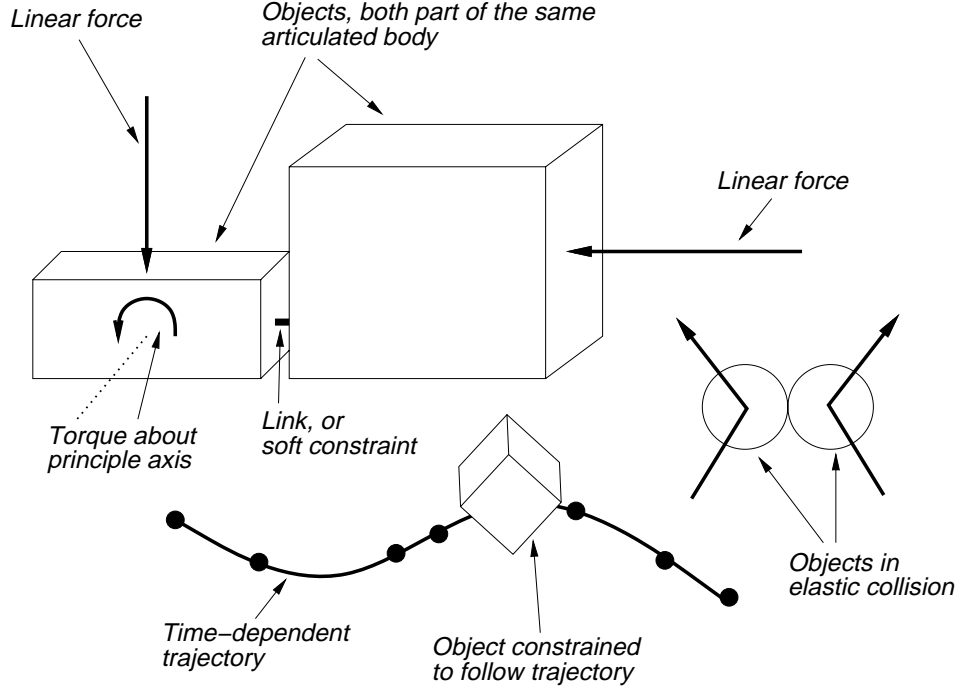 Linear force
Objects, both part of the same
articulated body
Linear force
Torque about
principle axis
Link, or
soft constraint
Objects in
elastic collision
Time–dependent
trajectory
Object constrained
to follow trajectory